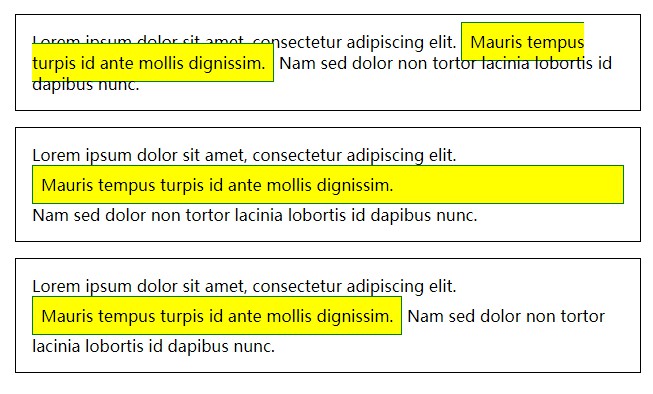 Lorem ipsum dolor sit amet, consectetur adipiscing elit. Mauris tempus
turpis id ante mollis dignissim. Nam sed dolor non tortor lacinia lobortis id
dapibus nunc.
Lorem ipsum dolor sit amet, consectetur adipiscing elit.
Mauris tempus turpis id ante mollis dignissim.
Nam sed dolor non tortor lacinia lobortis id dapibus nunc.
Lorem ipsum dolor sit amet, consectetur adipiscing elit.
Mauris tempus turpis id ante mollis dignissim. Nam sed dolor non tortor
lacinia lobortis id dapibus nunc.